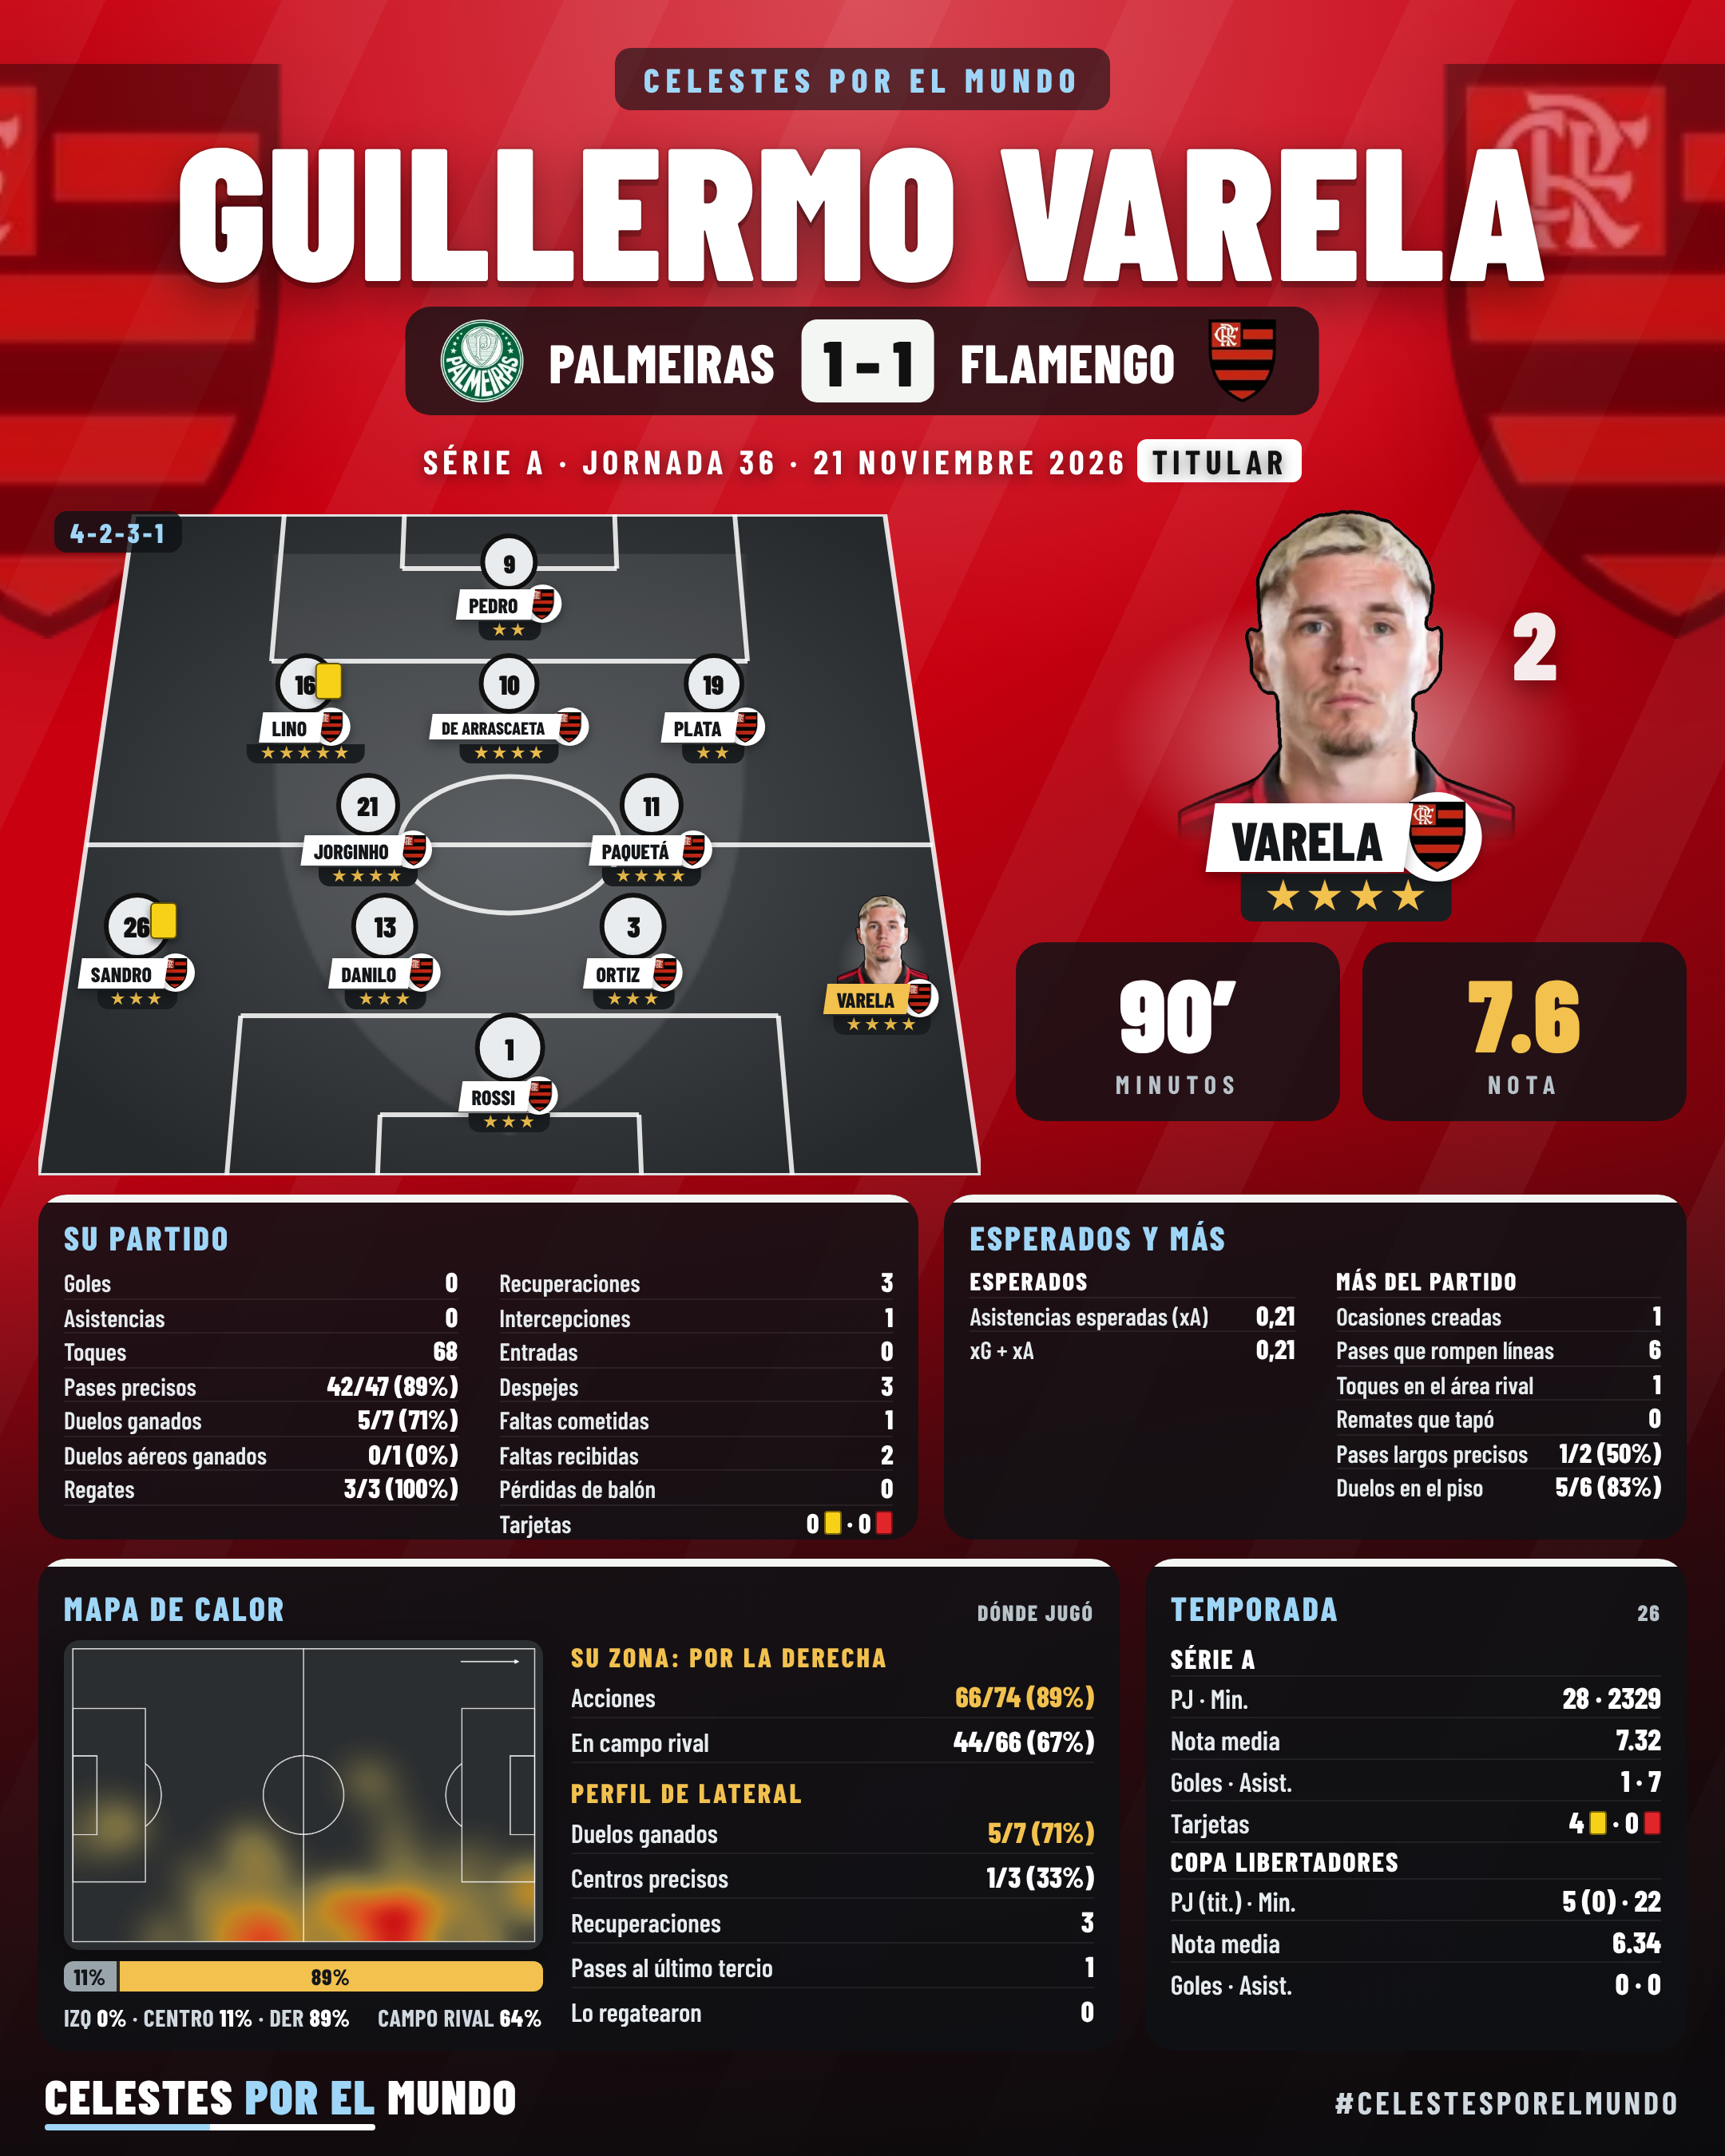 CELESTES POR EL MUNDO
GUILLERMO VARELA
PALMEIRAS 1-1 FLAMENGO
SÉRIE A · JORNADA 36 · 21 NOVIEMBRE 2026 TITULAR
4-2-3-1
9
PEDRO
16
LINO
10
DE ARRASCAETA
19
PLATA
21
JORGINHO
11
PAQUETÁ
26
SANDRO
13
DANILO
3
ORTIZ
VARELA
1
ROSSI
2
VARELA
90′
MINUTOS
7.6
NOTA
SU PARTIDO
Goles 0
Asistencias 0
Toques 68
Pases precisos 42/47 (89%)
Duelos ganados 5/7 (71%)
Duelos aéreos ganados 0/1 (0%)
Regates 3/3 (100%)
Recuperaciones 3
Intercepciones 1
Entradas 0
Despejes 3
Faltas cometidas 1
Faltas recibidas 2
Pérdidas de balón 0
Tarjetas 0 · 0
ESPERADOS Y MÁS
ESPERADOS
Asistencias esperadas (xA) 0,21
xG + xA 0,21
MÁS DEL PARTIDO
Ocasiones creadas 1
Pases que rompen líneas 6
Toques en el área rival 1
Remates que tapó 0
Pases largos precisos 1/2 (50%)
Duelos en el piso 5/6 (83%)
MAPA DE CALOR
DÓNDE JUGÓ
11% 89%
IZQ 0% · CENTRO 11% · DER 89% CAMPO RIVAL 64%
SU ZONA: POR LA DERECHA
Acciones 66/74 (89%)
En campo rival 44/66 (67%)
PERFIL DE LATERAL
Duelos ganados 5/7 (71%)
Centros precisos 1/3 (33%)
Recuperaciones 3
Pases al último tercio 1
Lo regatearon 0
TEMPORADA 26
SÉRIE A
PJ · Min. 28 · 2329
Nota media 7.32
Goles · Asist. 1 · 7
Tarjetas 4 · 0
COPA LIBERTADORES
PJ (tit.) · Min. 5 (0) · 22
Nota media 6.34
Goles · Asist. 0 · 0
CELESTES POR EL MUNDO
#CELESTESPORELMUNDO